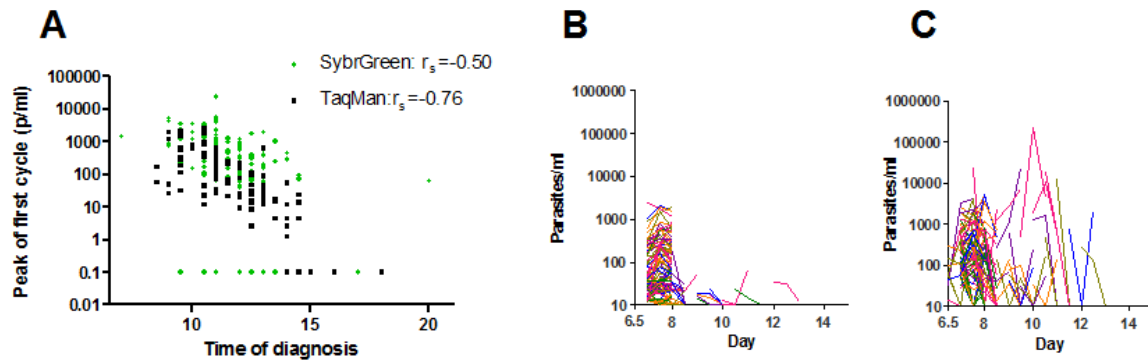 A
B
C
SybrGreen: rs=-0.50
TaqMan:rs=-0.76
Peak of first cycle (p/ml)
100000
10000
1000
100
10
1
0.1
0.01
10 15 20
Time of diagnosis
Parasites/ml
1000000
100000
10000
1000
100
10
6.5 8 10 12 14
Day
Parasites/ml
1000000
100000
10000
1000
100
10
6.5 8 10 12 14
Day